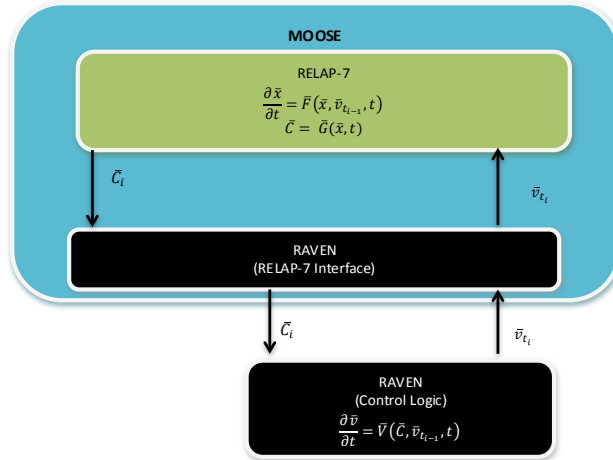 MOOSE
RELAP-7
∂x̄/∂t = F̄(x̄, v̄_{t_{i−1}}, t)
C̄ = Ḡ(x̄, t)
C̄_i
v̄_{t_i}
RAVEN
(RELAP-7 Interface)
C̄_i
v̄_{t_i}
RAVEN
(Control Logic)
∂v̄/∂t = V̄(C̄, v̄_{t_{i−1}}, t)